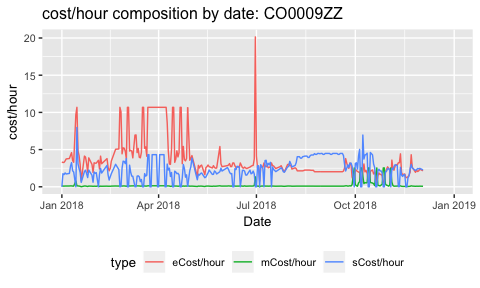 cost/hour composition by date: CO0009ZZ
20
15
10
5
0
cost/hour
Jan 2018 Apr 2018 Jul 2018 Oct 2018 Jan 2019
Date
type eCost/hour mCost/hour sCost/hour